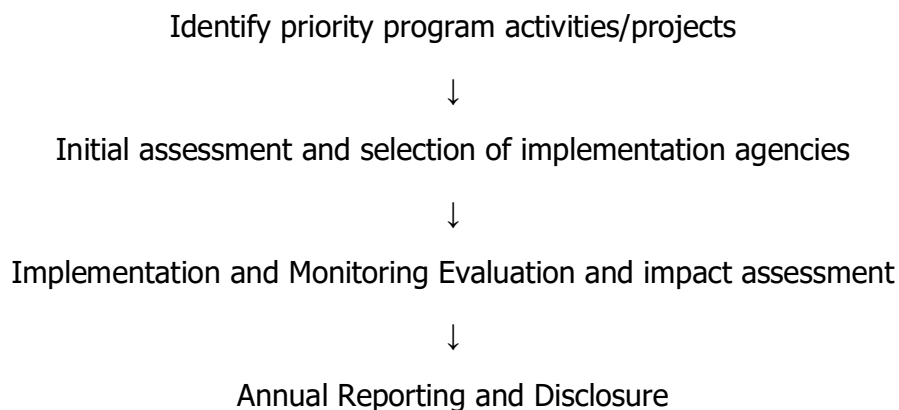 Identify priority program activities/projects
↓
Initial assessment and selection of implementation agencies
↓
Implementation and Monitoring Evaluation and impact assessment
↓
Annual Reporting and Disclosure